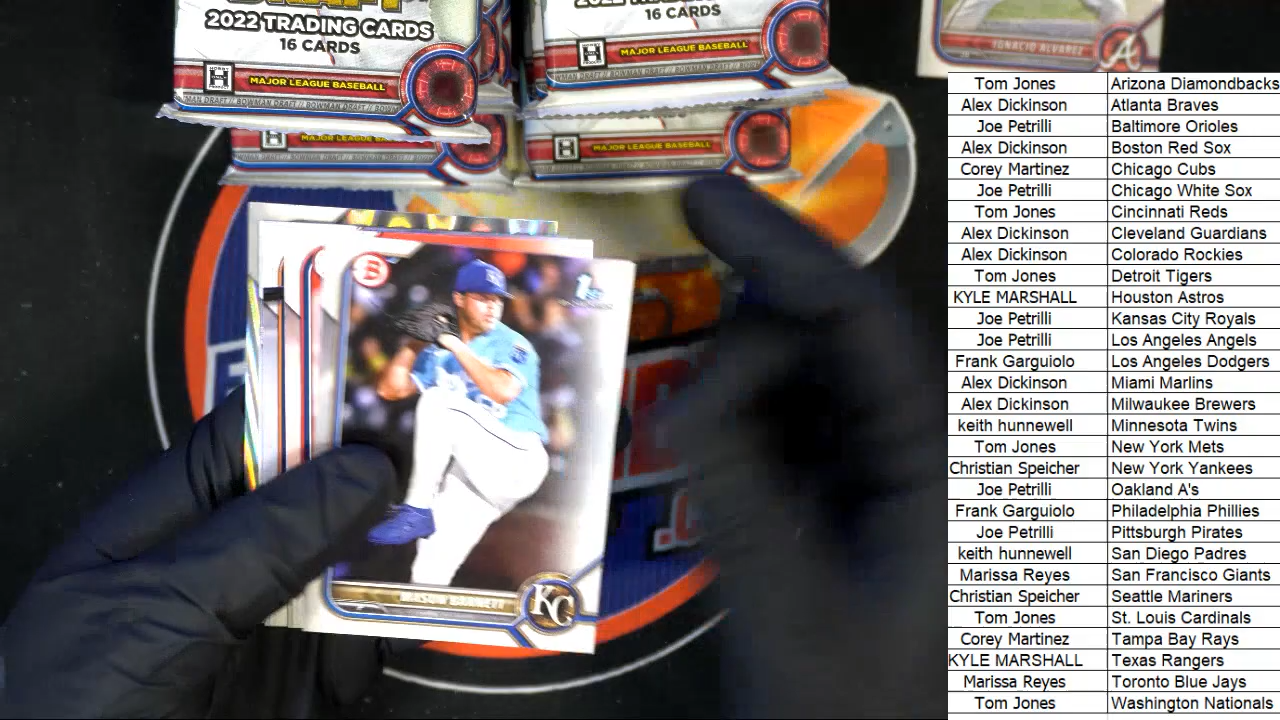 2022 TRADING CARDS
16 CARDS
MAJOR LEAGUE BASEBALL
BOWMAN DRAFT // BOWMAN DRAFT // BOW
16 CARDS
MAJOR LEAGUE BASEBALL
MAJOR LEAGUE BASEBALL
MAJOR LEAGUE BASEBALL
IGNACIO ALVAREZ
B
1st
KC
Tom Jones Arizona Diamondbacks
Alex Dickinson Atlanta Braves
Joe Petrilli Baltimore Orioles
Alex Dickinson Boston Red Sox
Corey Martinez Chicago Cubs
Joe Petrilli Chicago White Sox
Tom Jones Cincinnati Reds
Alex Dickinson Cleveland Guardians
Alex Dickinson Colorado Rockies
Tom Jones Detroit Tigers
KYLE MARSHALL Houston Astros
Joe Petrilli Kansas City Royals
Joe Petrilli Los Angeles Angels
Frank Garguiolo Los Angeles Dodgers
Alex Dickinson Miami Marlins
Alex Dickinson Milwaukee Brewers
keith hunnewell Minnesota Twins
Tom Jones New York Mets
Christian Speicher New York Yankees
Joe Petrilli Oakland A's
Frank Garguiolo Philadelphia Phillies
Joe Petrilli Pittsburgh Pirates
keith hunnewell San Diego Padres
Marissa Reyes San Francisco Giants
Christian Speicher Seattle Mariners
Tom Jones St. Louis Cardinals
Corey Martinez Tampa Bay Rays
KYLE MARSHALL Texas Rangers
Marissa Reyes Toronto Blue Jays
Tom Jones Washington Nationals